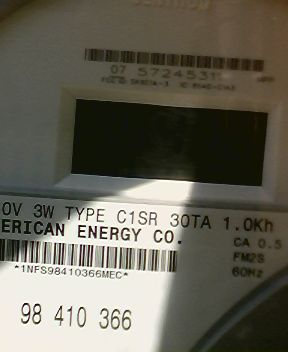 07 57245311
0V 3W TYPE C1SR 30TA 1.0Kh
ERICAN ENERGY CO.
CA 0.5
FM2S
60Hz
*1NFS98410366MEC*
98 410 366